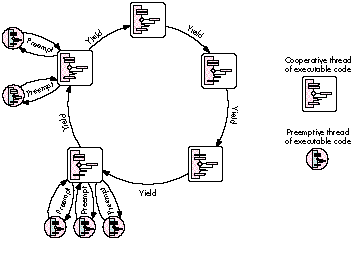 Yield
Yield
Preempt
Preempt
Yield
Yield
Yield
Preempt
Preempt
Preempt
Cooperative thread
of executable code
Preemptive thread
of executable code